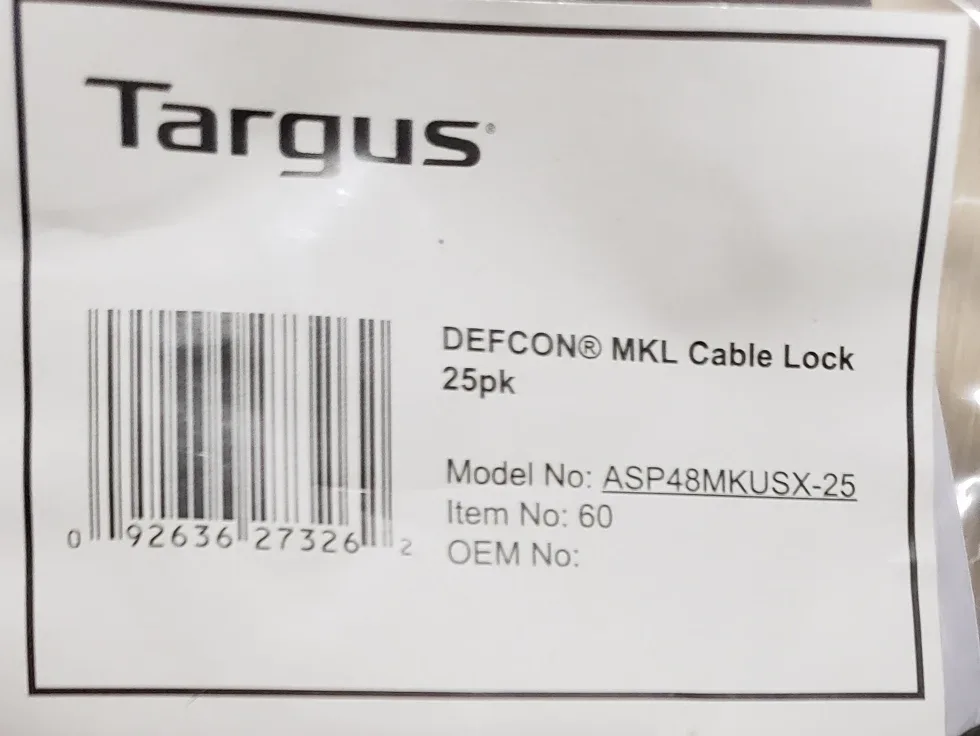 Targus®
DEFCON® MKL Cable Lock
25pk
Model No: ASP48MKUSX-25
Item No: 60
OEM No:
0 92636 27326 2